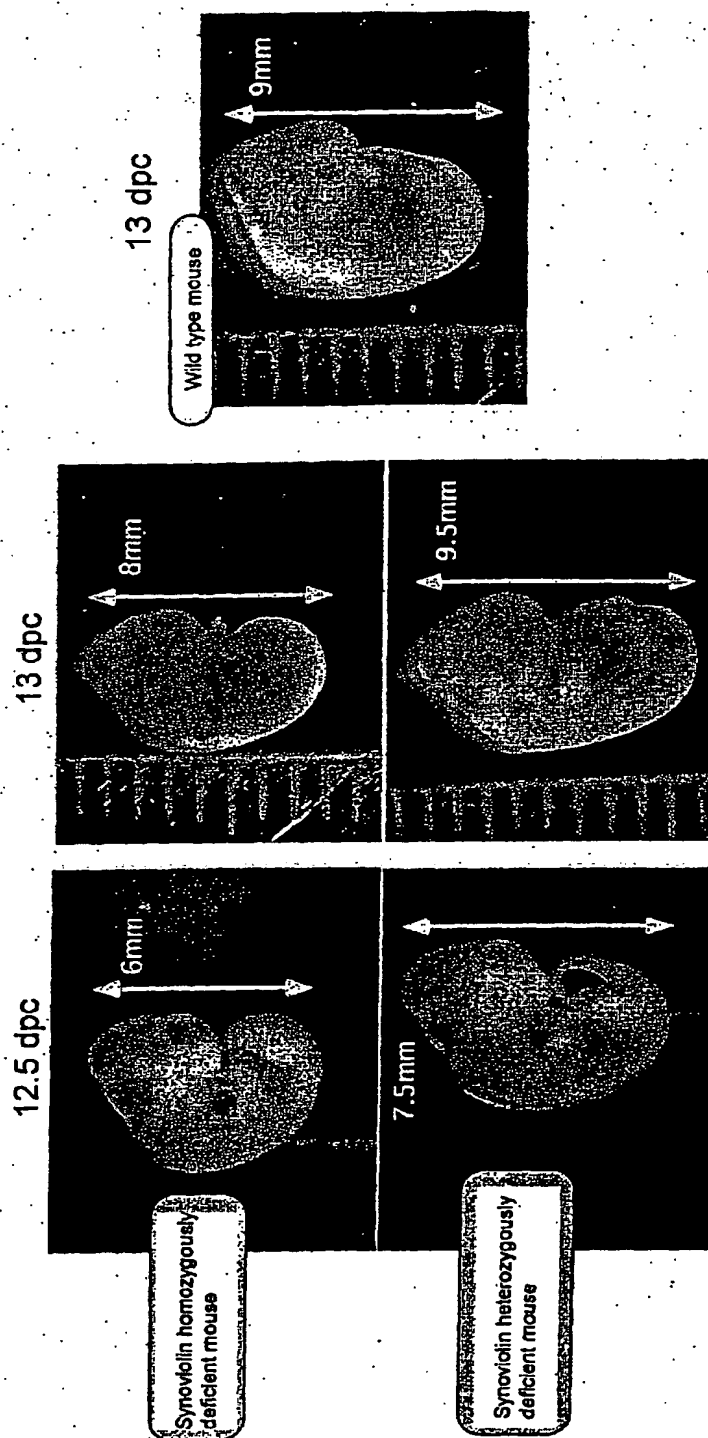 12.5 dpc
13 dpc
13 dpc
Synoviolin homozygously
deficient mouse
6mm
8mm
Wild type mouse
9mm
Synoviolin heterozygously
deficient mouse
7.5mm
9.5mm